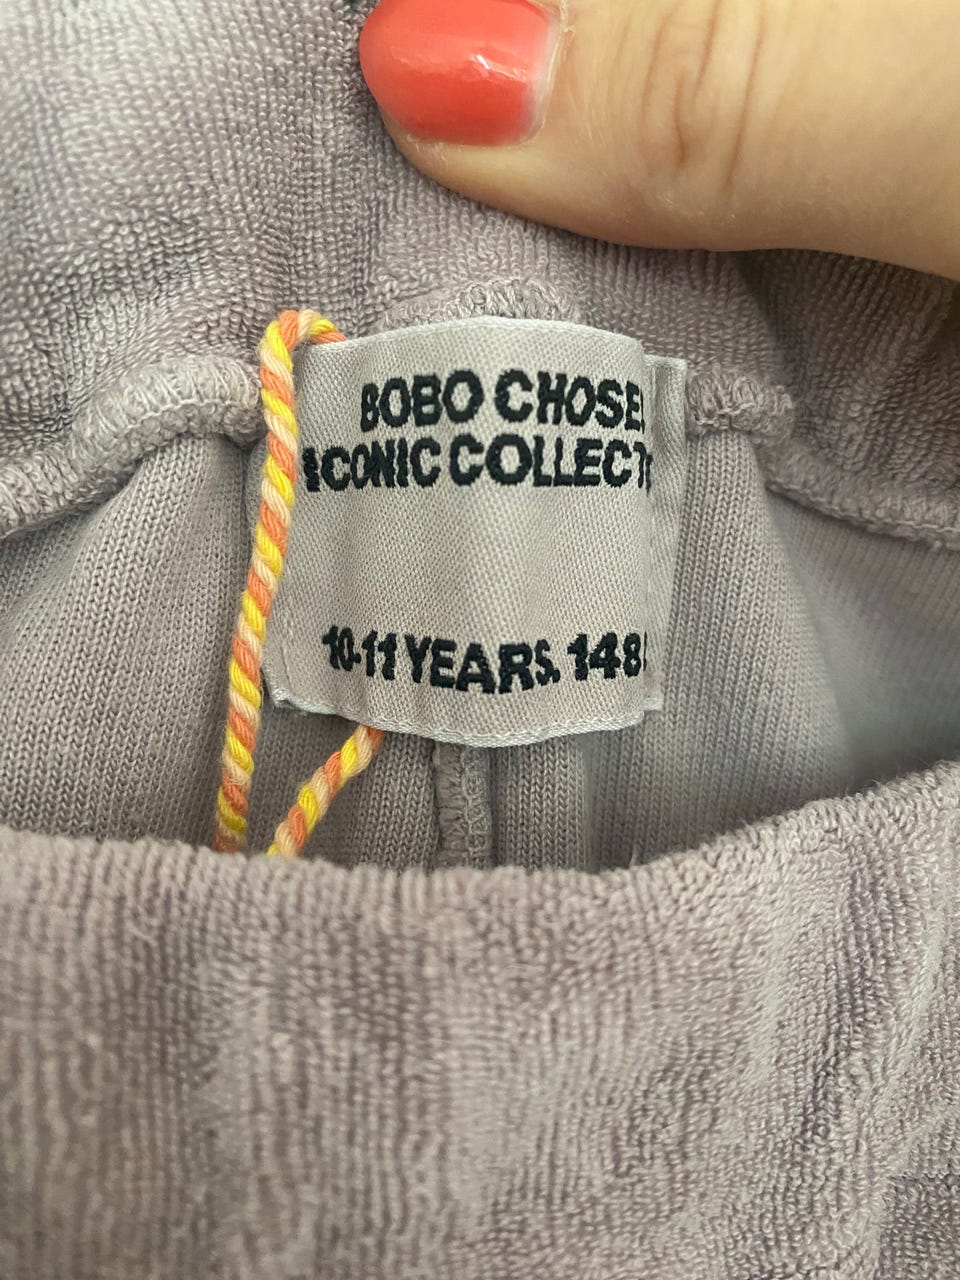 BOBO CHOSE
ICONIC COLLECT
10-11 YEARS. 148